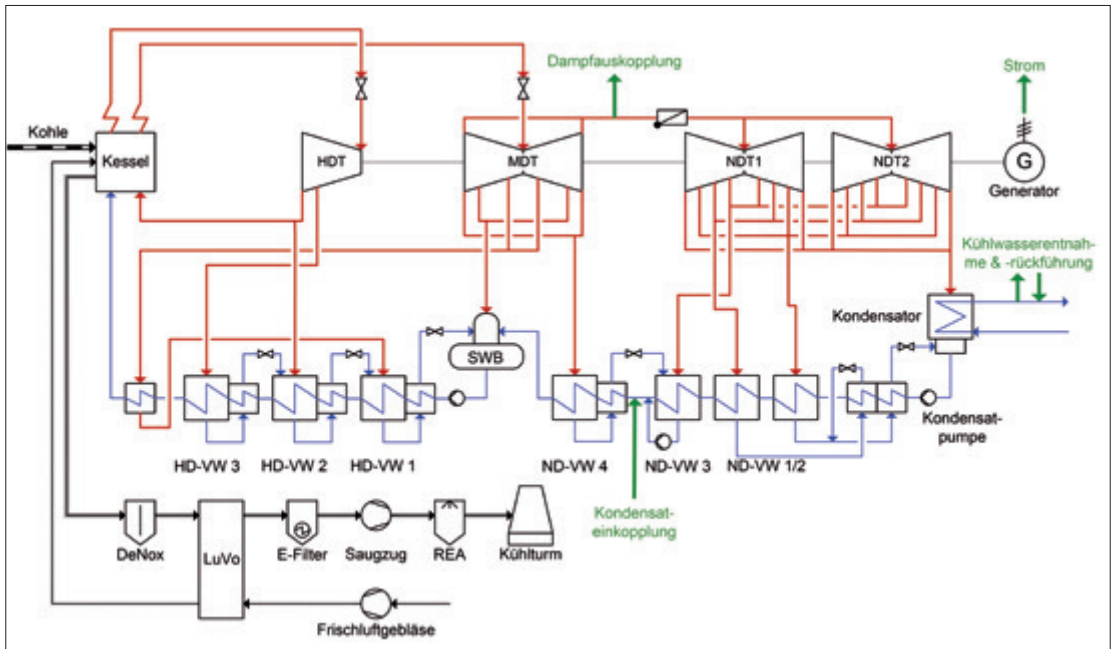 Dampfauskopplung
Strom
Kohle
Kessel
HDT
MDT
NDT1
NDT2
G
Generator
Kühlwasserentnah-
me & -rückführung
Kondensator
SWB
Kondensat-
pumpe
HD-VW 3
HD-VW 2
HD-VW 1
ND-VW 4
ND-VW 3
ND-VW 1/2
Kondensat-
einkopplung
DeNox
LuVo
E-Filter
Saugzug
REA
Kühlturm
Frischluftgebläse